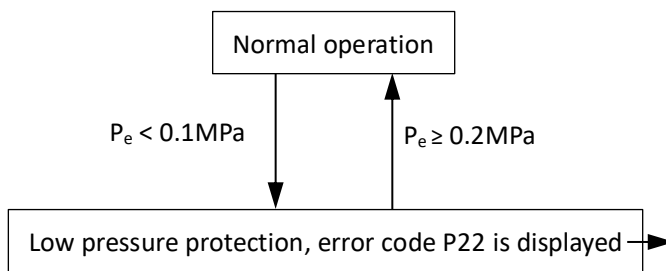 Normal operation
Pₑ < 0.1MPa
Pₑ ≥ 0.2MPa
Low pressure protection, error code P22 is displayed